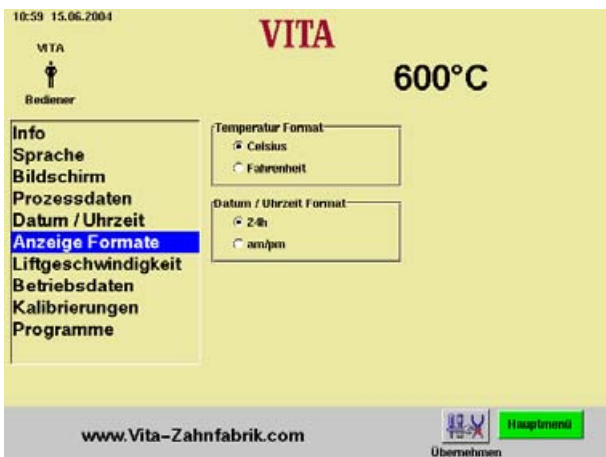 10:59 15.06.2004
VITA
VITA
600°C
Bediener
Info
Sprache
Bildschirm
Prozessdaten
Datum / Uhrzeit
Anzeige Formate
Liftgeschwindigkeit
Betriebsdaten
Kalibrierungen
Programme
Temperatur Format
Celsius
Fahrenheit
Datum / Uhrzeit Format
24h
am/pm
www.Vita-Zahnfabrik.com
Übernehmen
Hauptmenü